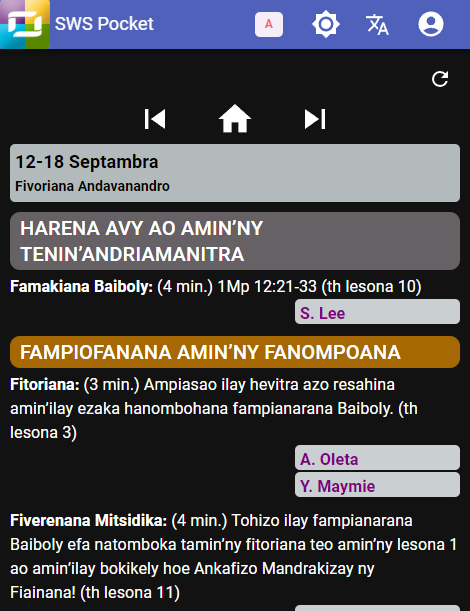 SWS Pocket
A
12-18 Septambra
Fivoriana Andavanandro
HARENA AVY AO AMIN’NY
TENIN’ANDRIAMANITRA
Famakiana Baiboly: (4 min.) 1Mp 12:21-33 (th lesona 10)
S. Lee
FAMPIOFANANA AMIN’NY FANOMPOANA
Fitoriana: (3 min.) Ampiasao ilay hevitra azo resahina
amin’ilay ezaka hanombohana fampianarana Baiboly. (th
lesona 3)
A. Oleta
Y. Maymie
Fiverenana Mitsidika: (4 min.) Tohizo ilay fampianarana
Baiboly efa natomboka tamin’ny fitoriana teo amin’ny lesona 1
ao amin’ilay bokikely hoe Ankafizo Mandrakizay ny
Fiainana! (th lesona 11)